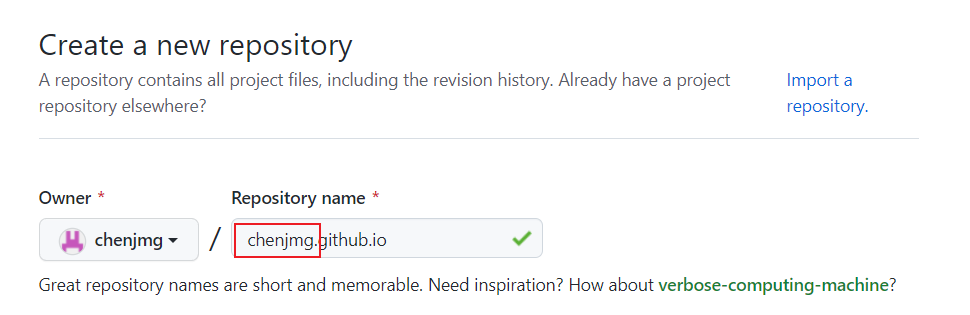 Create a new repository
A repository contains all project files, including the revision history. Already have a project
repository elsewhere?
Import a
repository.
Owner * Repository name *
chenjmg / chenjmg.github.io
Great repository names are short and memorable. Need inspiration? How about verbose-computing-machine?